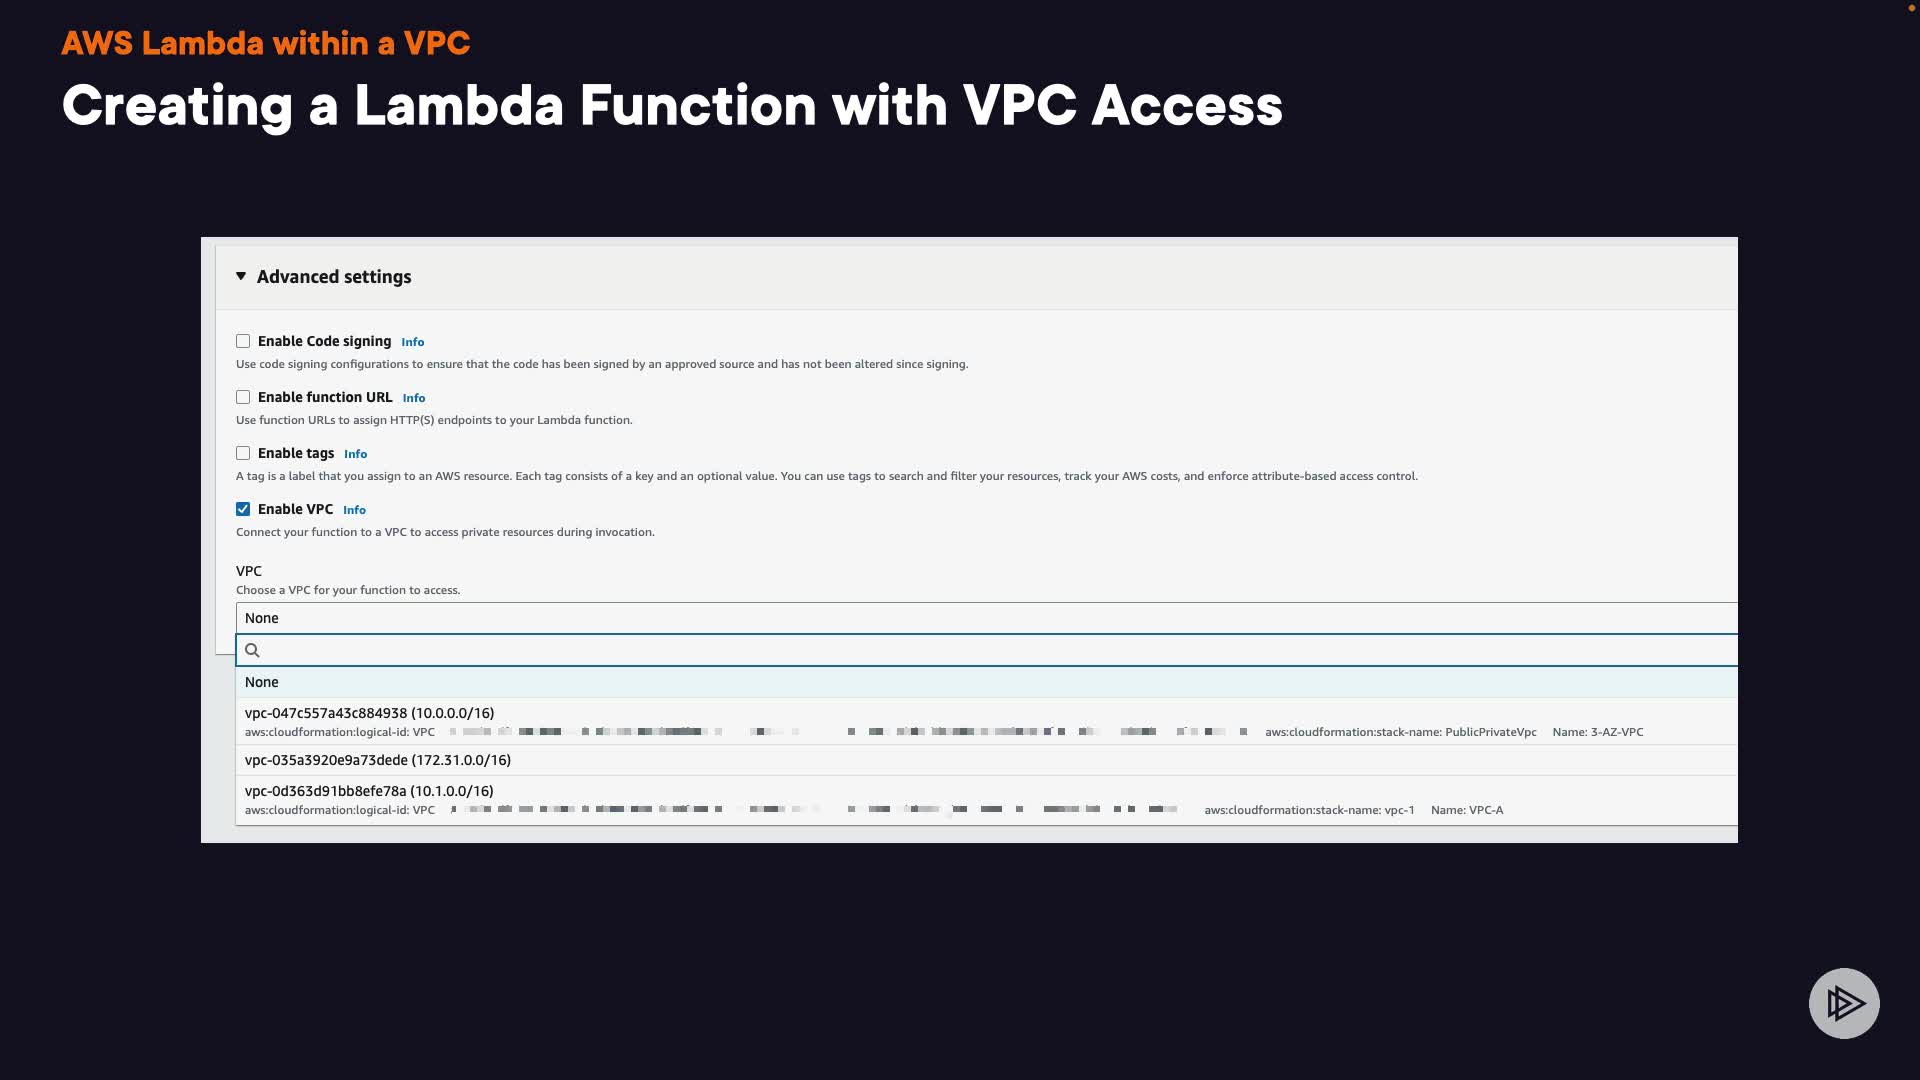 AWS Lambda within a VPC
Creating a Lambda Function with VPC Access
Advanced settings
Enable Code signing Info
Use code signing configurations to ensure that the code has been signed by an approved source and has not been altered since signing.
Enable function URL Info
Use function URLs to assign HTTP(S) endpoints to your Lambda function.
Enable tags Info
A tag is a label that you assign to an AWS resource. Each tag consists of a key and an optional value. You can use tags to search and filter your resources, track your AWS costs, and enforce attribute-based access control.
Enable VPC Info
Connect your function to a VPC to access private resources during invocation.
VPC
Choose a VPC for your function to access.
None
None
vpc-047c557a43c884938 (10.0.0.0/16)
aws:cloudformation:logical-id: VPC aws:cloudformation:stack-name: PublicPrivateVpc Name: 3-AZ-VPC
vpc-035a3920e9a73dede (172.31.0.0/16)
vpc-0d363d91bb8efe78a (10.1.0.0/16)
aws:cloudformation:logical-id: VPC aws:cloudformation:stack-name: vpc-1 Name: VPC-A